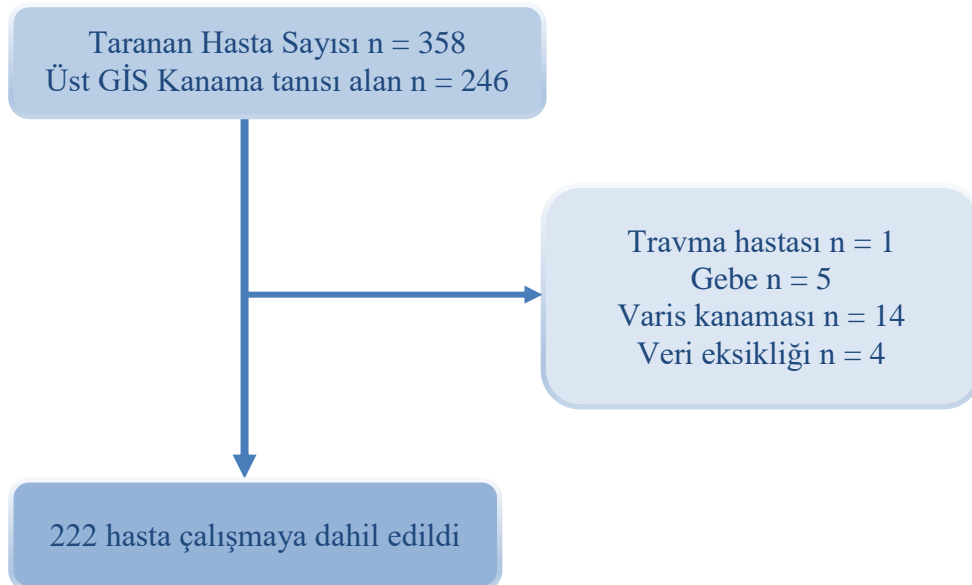 Taranan Hasta Sayısı n = 358
Üst GİS Kanama tanısı alan n = 246
Travma hastası n = 1
Gebe n = 5
Varis kanaması n = 14
Veri eksikliği n = 4
222 hasta çalışmaya dahil edildi